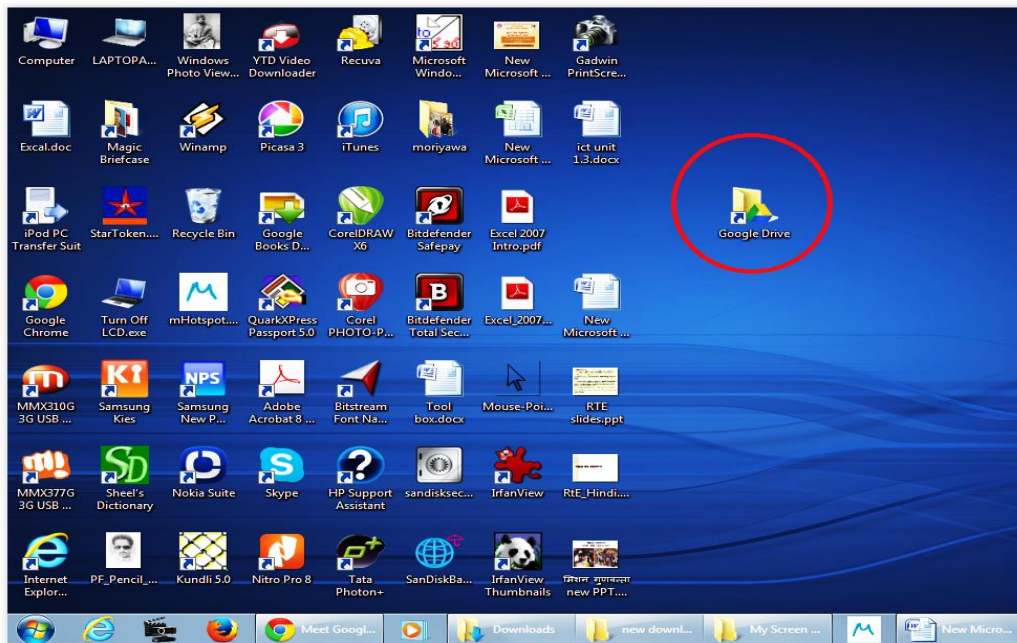 Computer
LAPTOPA...
Windows
Photo View...
YTD Video
Downloader
Recuva
Microsoft
Windo...
New
Microsoft ...
Gadwin
PrintScre...
Excal.doc
Magic
Briefcase
Winamp
Picasa 3
iTunes
moriyawa
New
Microsoft ...
ict unit
1.3.docx
iPod PC
Transfer Suit
StarToken....
Recycle Bin
Google
Books D...
CorelDRAW
X6
Bitdefender
Safepay
Excel 2007
Intro.pdf
Google Drive
Google
Chrome
Turn Off
LCD.exe
mHotspot....
QuarkXPress
Passport 5.0
Corel
PHOTO-P...
Bitdefender
Total Sec...
Excel_2007...
New
Microsoft ...
MMX310G
3G USB ...
Samsung
Kies
Samsung
New P...
Adobe
Acrobat 8 ...
Bitstream
Font Na...
Tool
box.docx
Mouse-Poi...
RTE
slides.ppt
MMX377G
3G USB ...
Sheel's
Dictionary
Nokia Suite
Skype
HP Support
Assistant
sandisksec...
IrfanView
RtE_Hindi....
Internet
Explor...
PF_Pencil_...
Kundli 5.0
Nitro Pro 8
Tata
Photon+
SanDiskBa...
IrfanView
Thumbnails
मिशन गुणवत्ता
new PPT....
Meet Googl...
Downloads
new downl...
My Screen ...
New Micro...